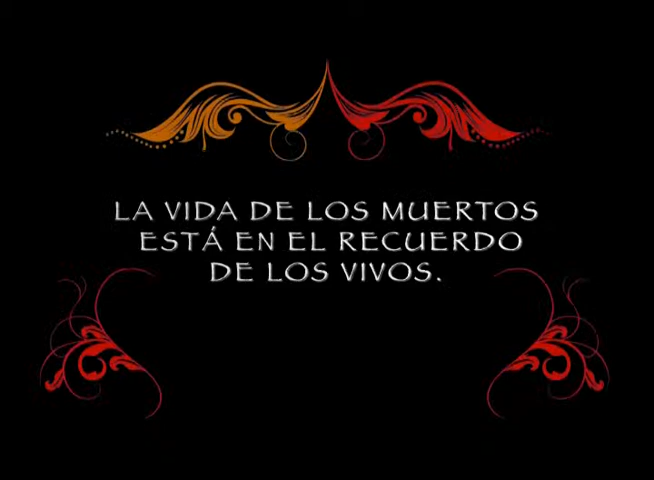 LA VIDA DE LOS MUERTOS
ESTÁ EN EL RECUERDO
DE LOS VIVOS.